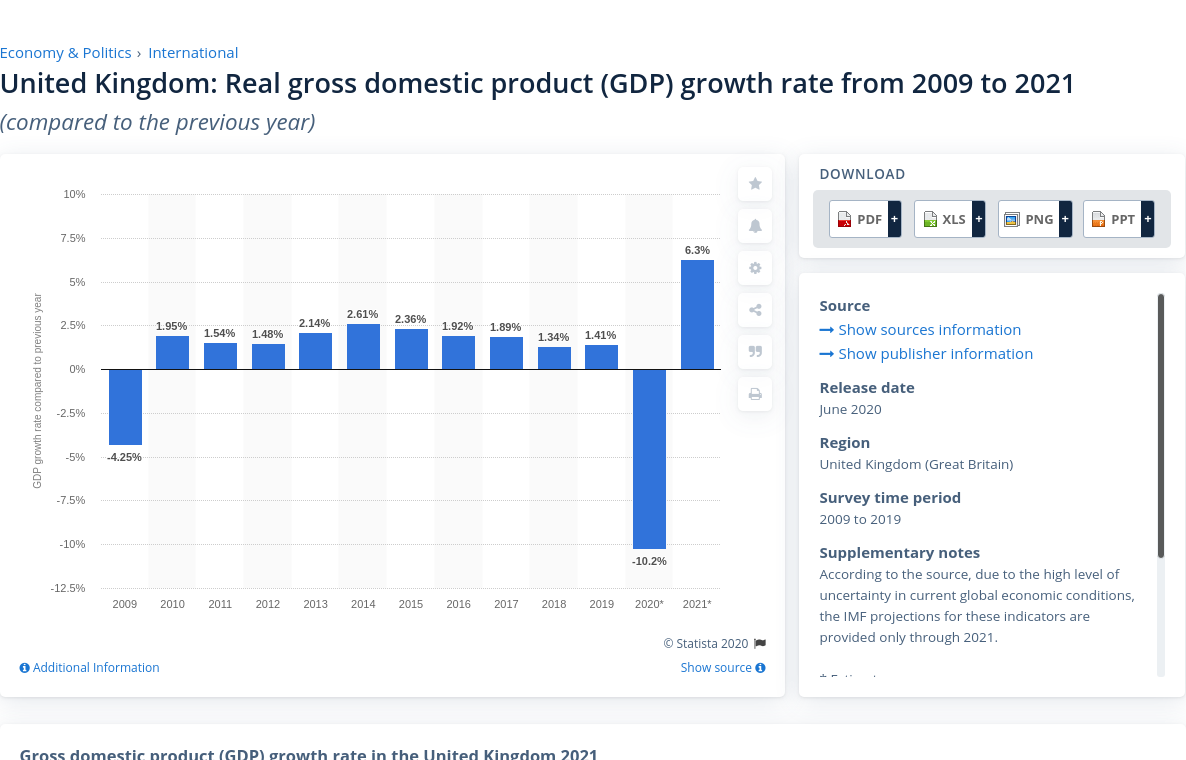 Economy & Politics › International
United Kingdom: Real gross domestic product (GDP) growth rate from 2009 to 2021
(compared to the previous year)
10%
7.5%
5%
2.5%
0%
-2.5%
-5%
-7.5%
-10%
-12.5%
GDP growth rate compared to previous year
-4.25%
1.95%
1.54%
1.48%
2.14%
2.61%
2.36%
1.92%
1.89%
1.34%
1.41%
-10.2%
6.3%
2009 2010 2011 2012 2013 2014 2015 2016 2017 2018 2019 2020* 2021*
© Statista 2020
Additional Information
Show source
DOWNLOAD
PDF + XLS + PNG + PPT +
Source
Show sources information
Show publisher information
Release date
June 2020
Region
United Kingdom (Great Britain)
Survey time period
2009 to 2019
Supplementary notes
According to the source, due to the high level of
uncertainty in current global economic conditions,
the IMF projections for these indicators are
provided only through 2021.
Gross domestic product (GDP) growth rate in the United Kingdom 2021